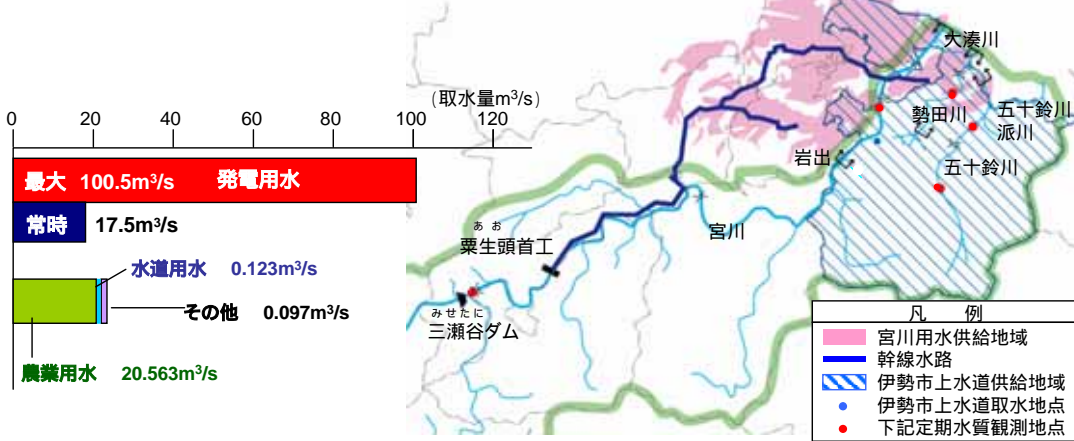 (取水量m³/s)
0 20 40 60 80 100 120
最大 100.5m³/s 発電用水
常時 17.5m³/s
水道用水 0.123m³/s
その他 0.097m³/s
農業用水 20.563m³/s
大湊川
勢田川
五十鈴川
派川
岩出
五十鈴川
宮川
あお
粟生頭首工
みせたに
三瀬谷ダム
凡 例
宮川用水供給地域
幹線水路
伊勢市上水道供給地域
伊勢市上水道取水地点
下記定期水質観測地点